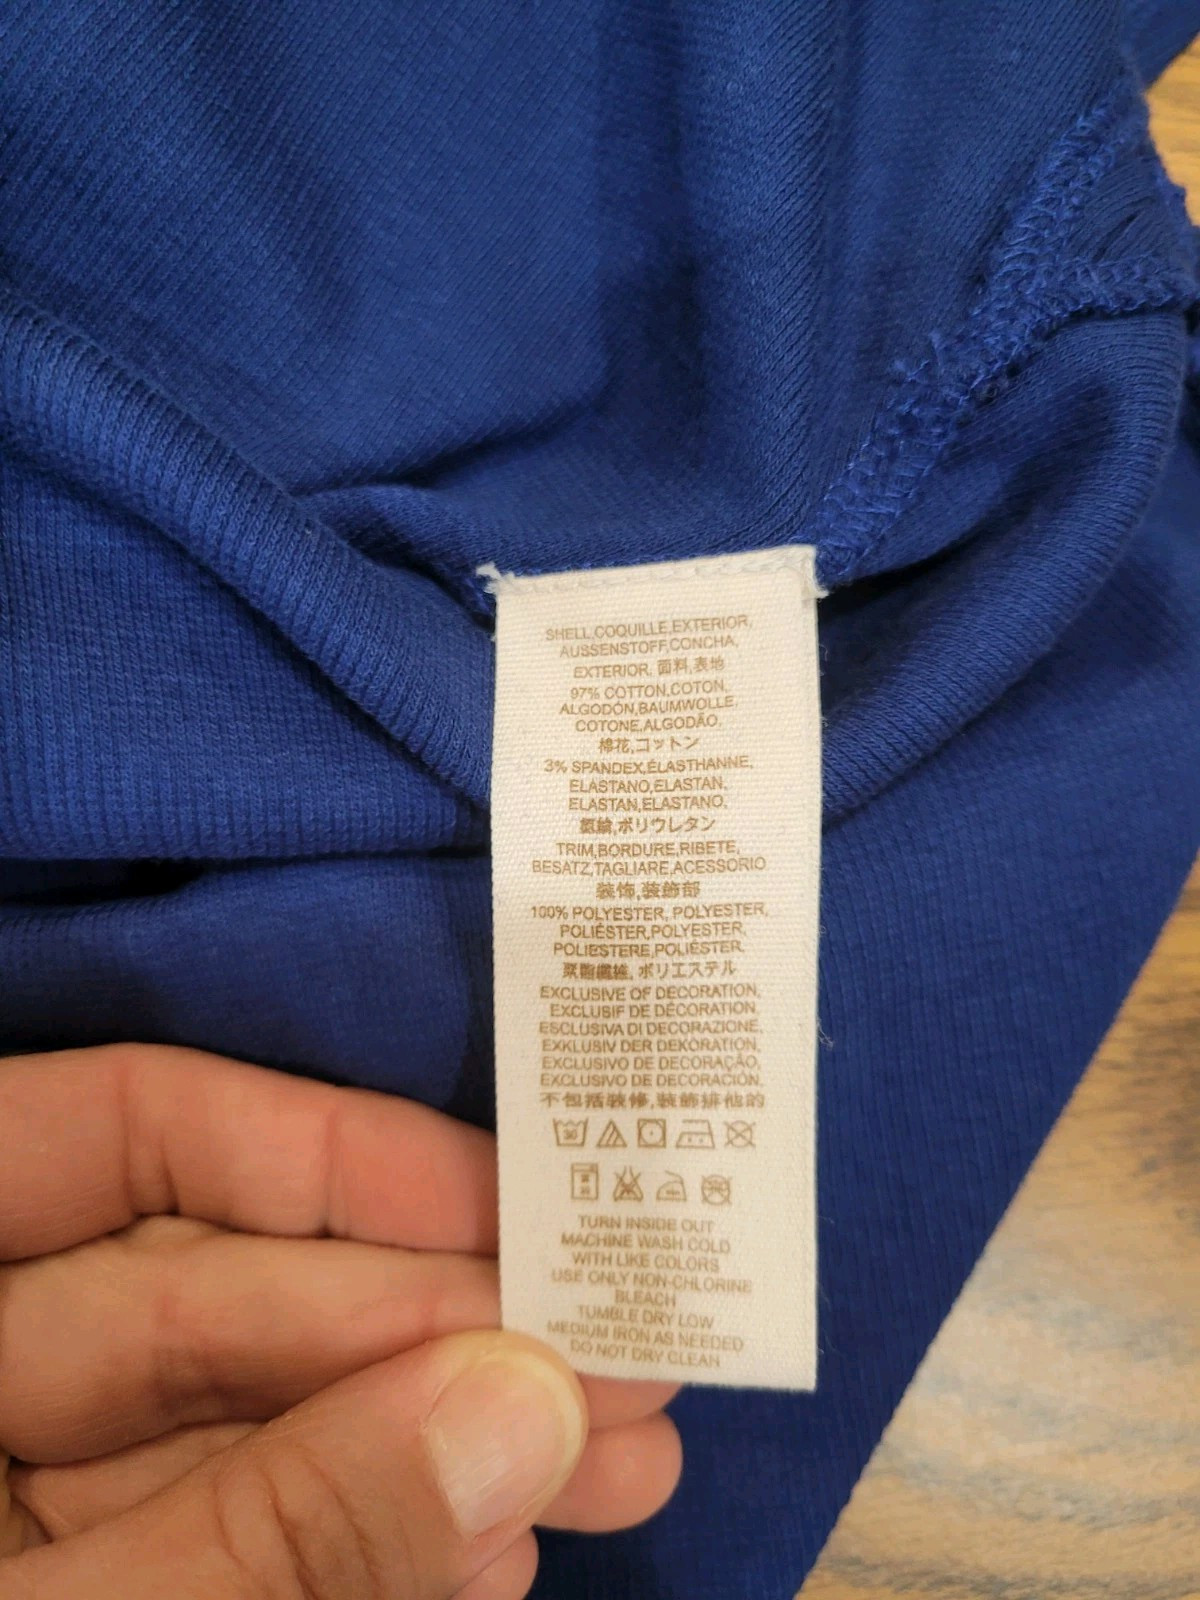 SHELL,COQUILLE,EXTERIOR,
AUSSENSTOFF,CONCHA,
EXTERIOR, 面料,表地
97% COTTON,COTON,
ALGODÓN,BAUMWOLLE,
COTONE,ALGODÃO,
棉花,コットン
3% SPANDEX,ÉLASTHANNE,
ELASTANO,ELASTAN,
ELASTAN,ELASTANO,
氨綸,ポリウレタン
TRIM,BORDURE,RIBETE,
BESATZ,TAGLIARE,ACESSORIO
装饰,装飾部
100% POLYESTER, POLYESTER,
POLIÉSTER,POLYESTER,
POLIESTERE,POLIÉSTER,
聚酯纖維, ポリエステル
EXCLUSIVE OF DECORATION,
EXCLUSIF DE DÉCORATION,
ESCLUSIVA DI DECORAZIONE,
EXKLUSIV DER DEKORATION,
EXCLUSIVO DE DECORAÇÃO,
EXCLUSIVO DE DECORACIÓN,
不包括装修,装飾排他的
30
TURN INSIDE OUT
MACHINE WASH COLD
WITH LIKE COLORS
USE ONLY NON-CHLORINE
BLEACH
TUMBLE DRY LOW
MEDIUM IRON AS NEEDED
DO NOT DRY CLEAN